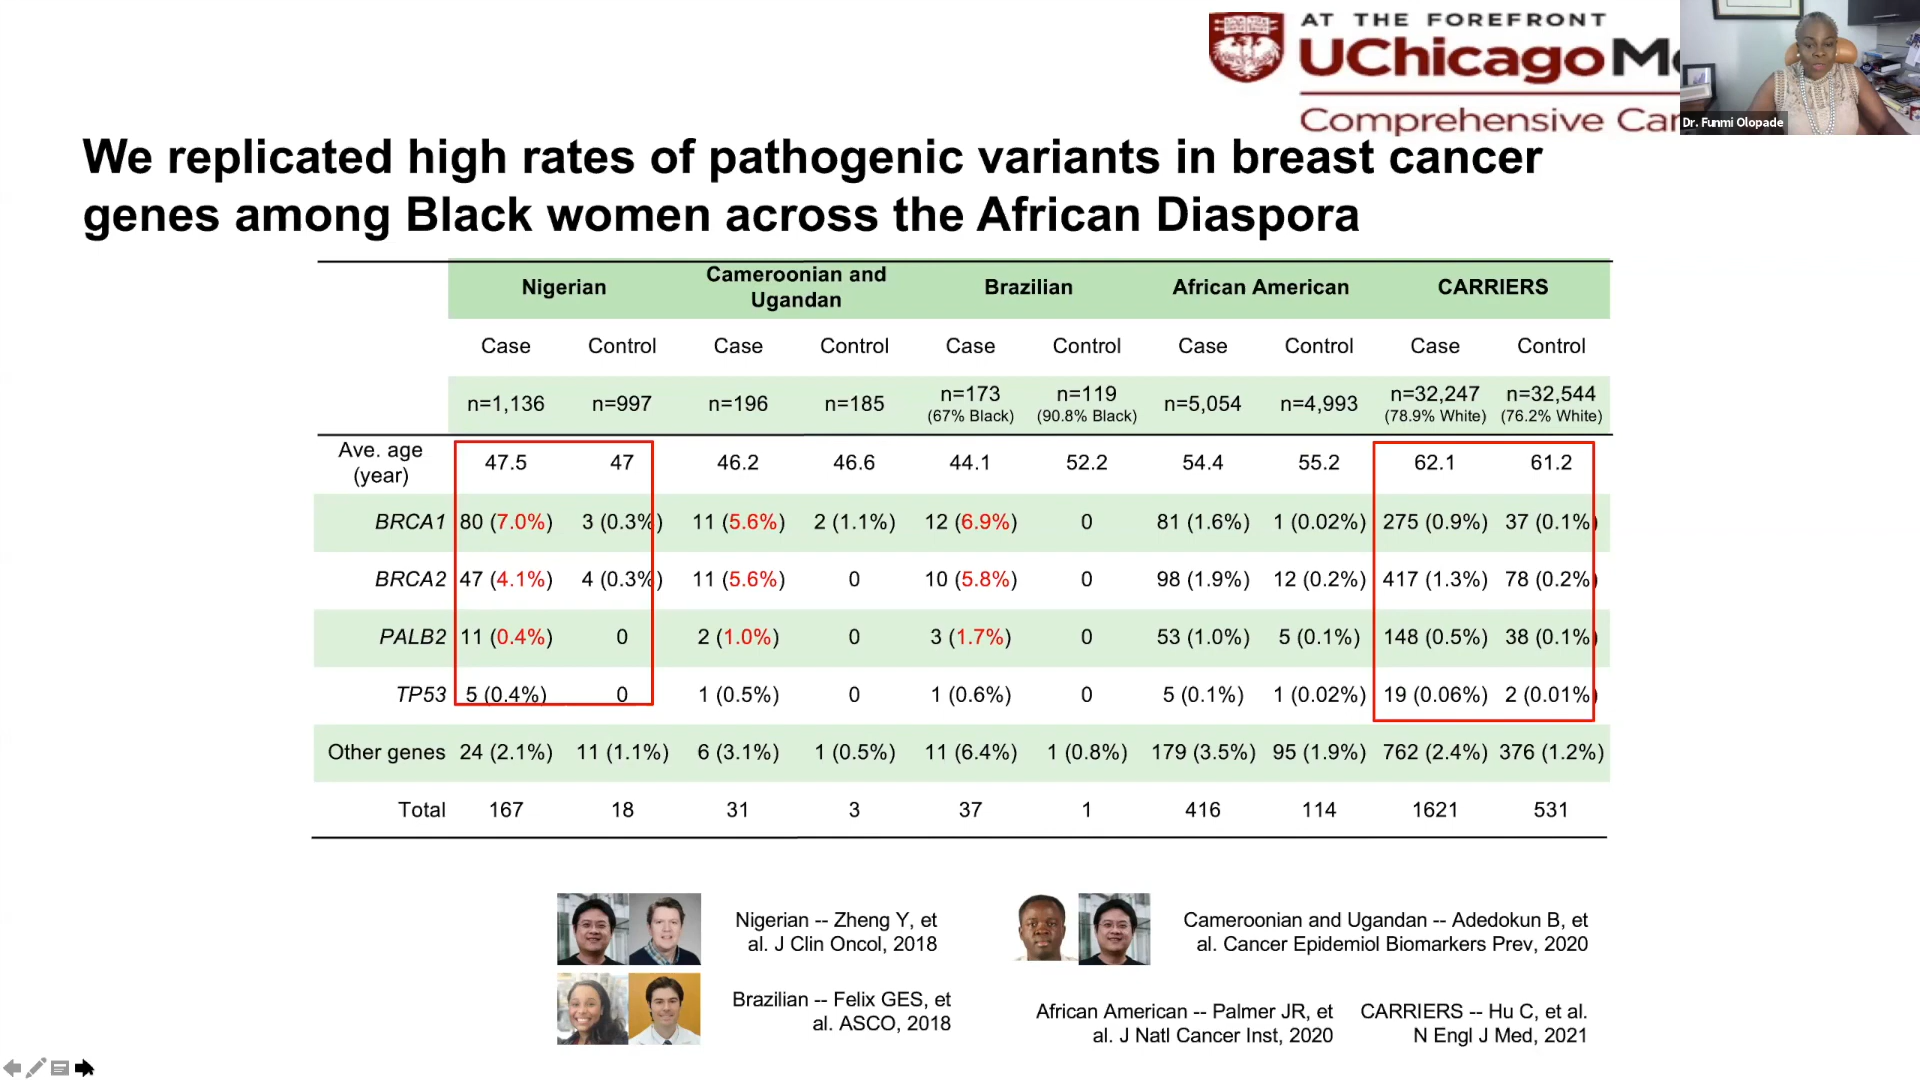 AT THE FOREFRONT
UChicago
Comprehensive
Dr. Funmi Olopade
We replicated high rates of pathogenic variants in breast cancer
genes among Black women across the African Diaspora
Nigerian Cameroonian and Ugandan Brazilian African American CARRIERS
Case Control Case Control Case Control Case Control Case Control
n=1,136 n=997 n=196 n=185 n=173 (67% Black) n=119 (90.8% Black) n=5,054 n=4,993 n=32,247 (78.9% White) n=32,544 (76.2% White)
Ave. age (year) 47.5 47 46.2 46.6 44.1 52.2 54.4 55.2 62.1 61.2
BRCA1 80 (7.0%) 3 (0.3%) 11 (5.6%) 2 (1.1%) 12 (6.9%) 0 81 (1.6%) 1 (0.02%) 275 (0.9%) 37 (0.1%)
BRCA2 47 (4.1%) 4 (0.3%) 11 (5.6%) 0 10 (5.8%) 0 98 (1.9%) 12 (0.2%) 417 (1.3%) 78 (0.2%)
PALB2 11 (0.4%) 0 2 (1.0%) 0 3 (1.7%) 0 53 (1.0%) 5 (0.1%) 148 (0.5%) 38 (0.1%)
TP53 5 (0.4%) 0 1 (0.5%) 0 1 (0.6%) 0 5 (0.1%) 1 (0.02%) 19 (0.06%) 2 (0.01%)
Other genes 24 (2.1%) 11 (1.1%) 6 (3.1%) 1 (0.5%) 11 (6.4%) 1 (0.8%) 179 (3.5%) 95 (1.9%) 762 (2.4%) 376 (1.2%)
Total 167 18 31 3 37 1 416 114 1621 531
Nigerian -- Zheng Y, et
al. J Clin Oncol, 2018
Cameroonian and Ugandan -- Adedokun B, et
al. Cancer Epidemiol Biomarkers Prev, 2020
Brazilian -- Felix GES, et
al. ASCO, 2018
African American -- Palmer JR, et
al. J Natl Cancer Inst, 2020
CARRIERS -- Hu C, et al.
N Engl J Med, 2021